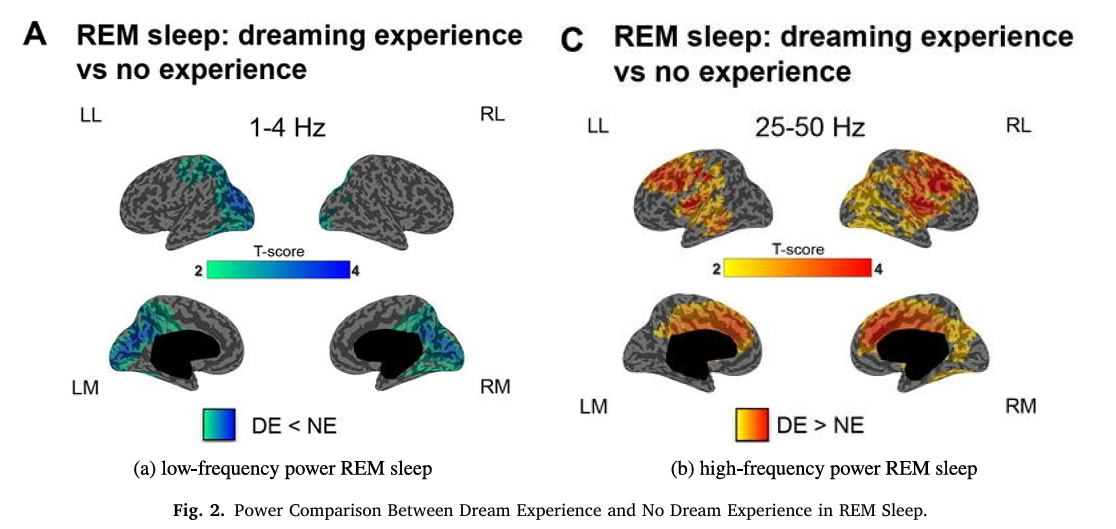 A REM sleep: dreaming experience
vs no experience
LL
1-4 Hz
RL
T-score
2
4
LM
RM
DE < NE
(a) low-frequency power REM sleep
C REM sleep: dreaming experience
vs no experience
LL
25-50 Hz
RL
T-score
2
4
LM
RM
DE > NE
(b) high-frequency power REM sleep
Fig. 2. Power Comparison Between Dream Experience and No Dream Experience in REM Sleep.